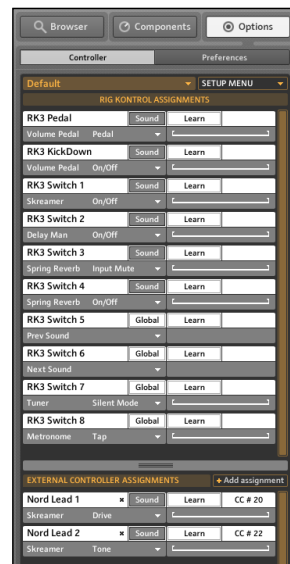 Browser Components Options
Controller Preferences
Default SETUP MENU
RIG KONTROL ASSIGNMENTS
RK3 Pedal Sound Learn
Volume Pedal Pedal
RK3 KickDown Sound Learn
Volume Pedal On/Off
RK3 Switch 1 Sound Learn
Skreamer On/Off
RK3 Switch 2 Sound Learn
Delay Man On/Off
RK3 Switch 3 Sound Learn
Spring Reverb Input Mute
RK3 Switch 4 Sound Learn
Spring Reverb On/Off
RK3 Switch 5 Global Learn
Prev Sound
RK3 Switch 6 Global Learn
Next Sound
RK3 Switch 7 Global Learn
Tuner Silent Mode
RK3 Switch 8 Global Learn
Metronome Tap
EXTERNAL CONTROLLER ASSIGNMENTS + Add assignment
Nord Lead 1 × Sound Learn CC # 20
Skreamer Drive
Nord Lead 2 × Sound Learn CC # 22
Skreamer Tone